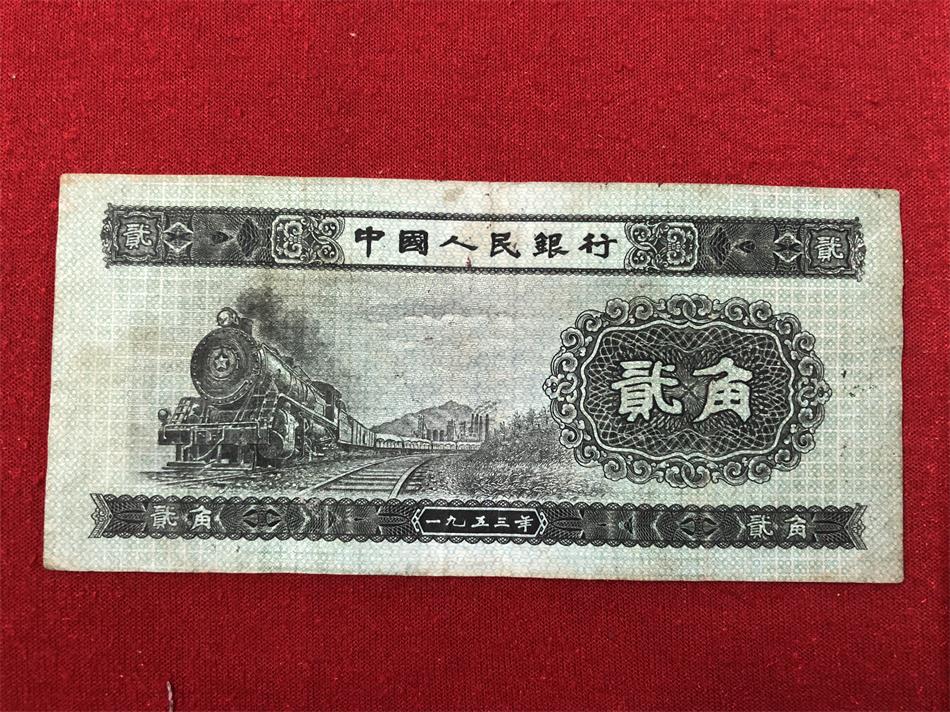 貳 中國人民銀行 貳
貳角
貳角 一九五三年 貳角